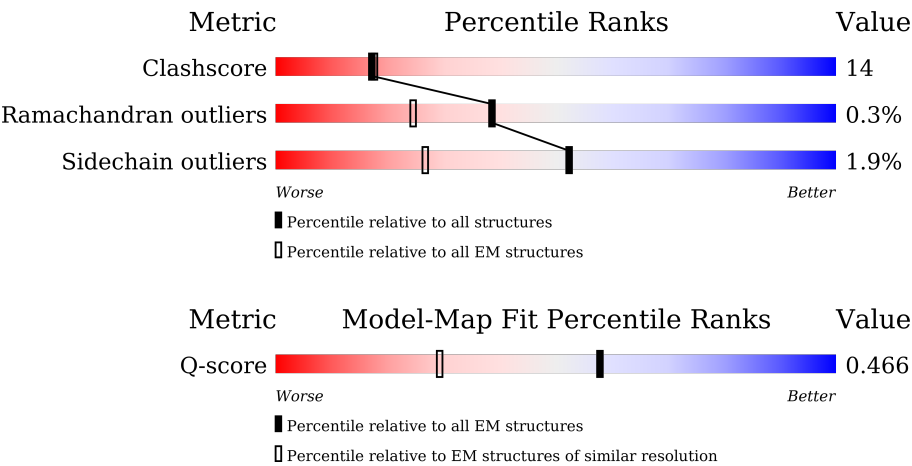 Metric Percentile Ranks Value
Clashscore 14
Ramachandran outliers 0.3%
Sidechain outliers 1.9%
Worse Better
Percentile relative to all structures
Percentile relative to all EM structures
Metric Model-Map Fit Percentile Ranks Value
Q-score 0.466
Worse Better
Percentile relative to all EM structures
Percentile relative to EM structures of similar resolution